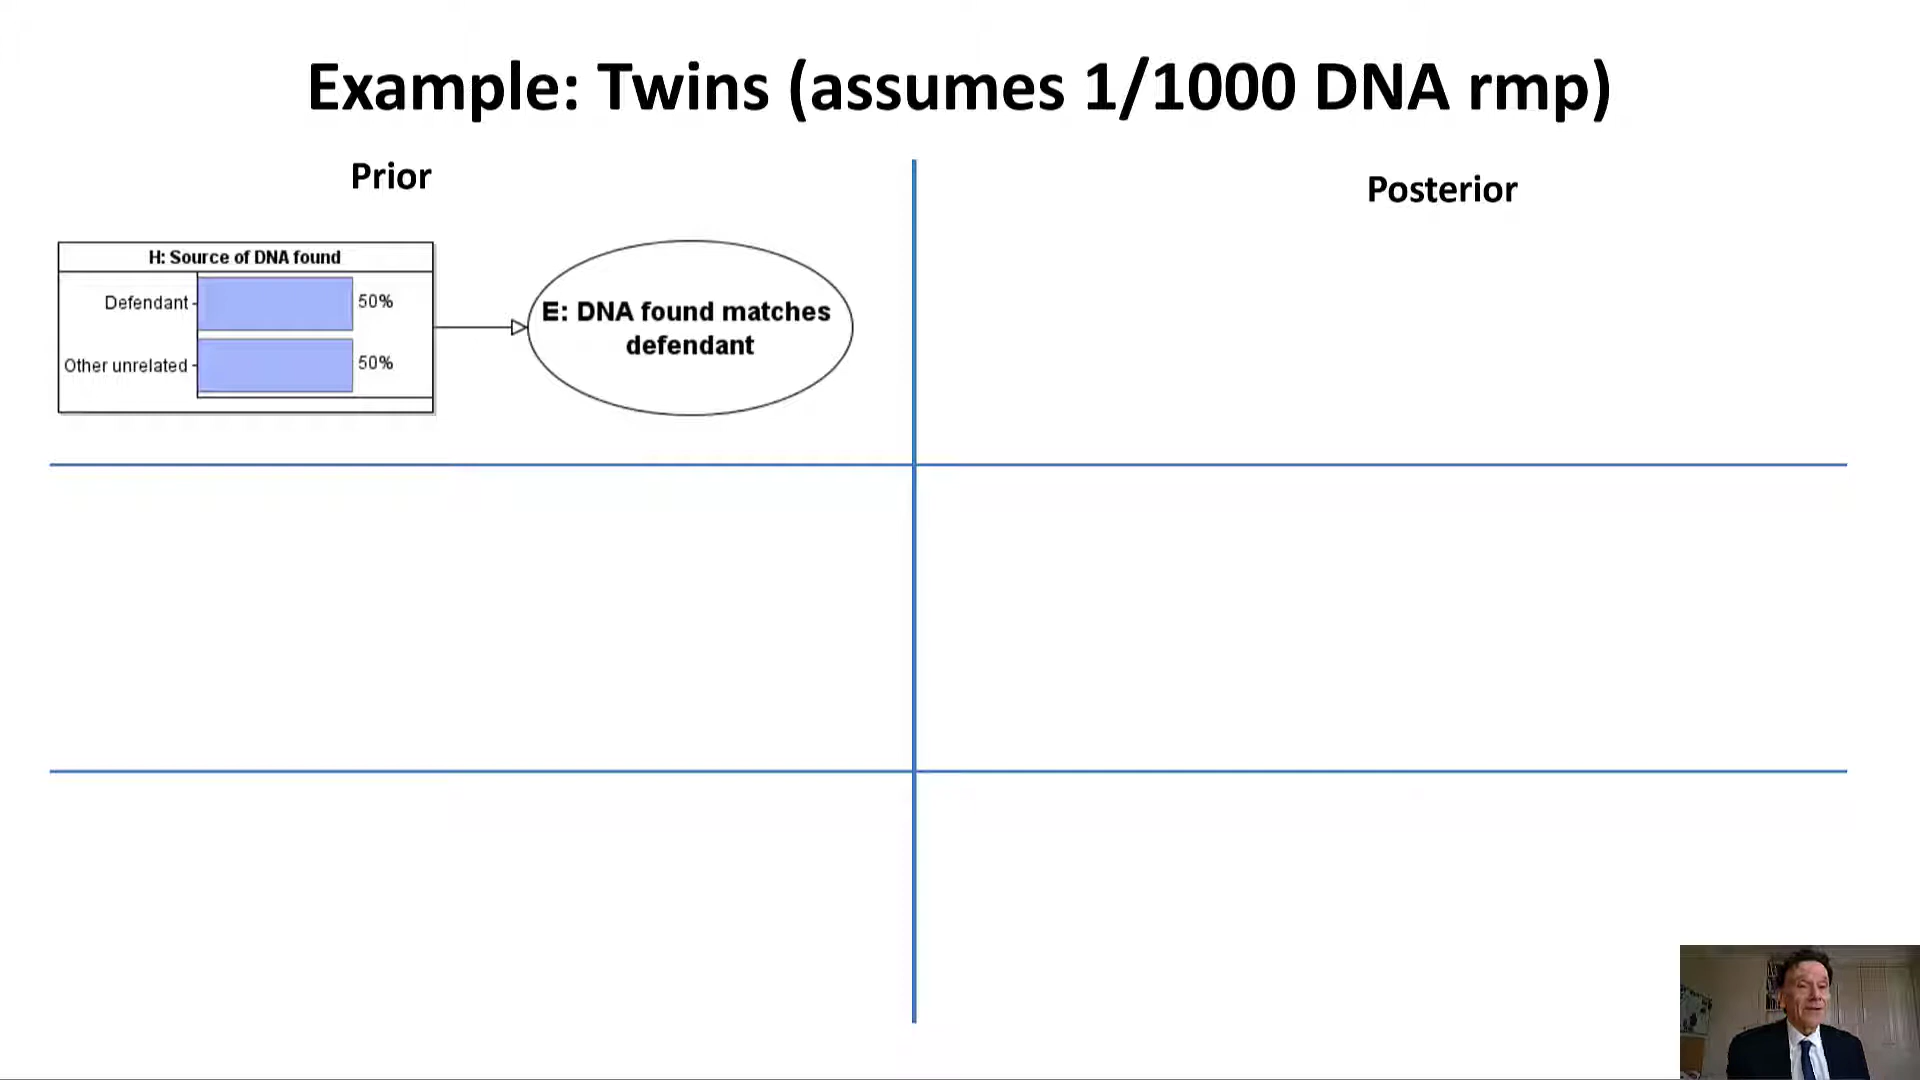 Example: Twins (assumes 1/1000 DNA rmp)
Prior
Posterior
H: Source of DNA found
Defendant
50%
Other unrelated
50%
E: DNA found matches
defendant